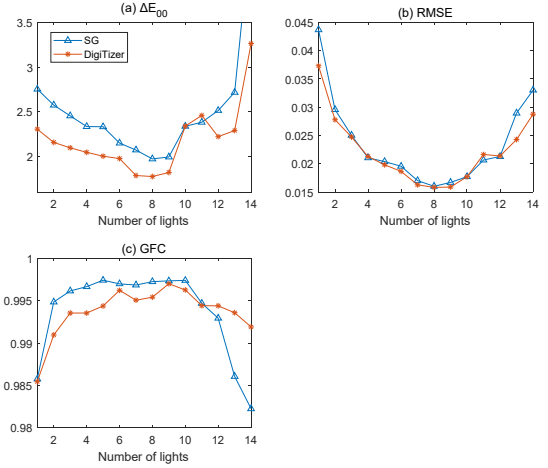 (a) ΔE00
3.5
3
2.5
2
SG
DigiTizer
2 4 6 8 10 12 14
Number of lights
(b) RMSE
0.045
0.04
0.035
0.03
0.025
0.02
0.015
2 4 6 8 10 12 14
Number of lights
(c) GFC
1
0.995
0.99
0.985
0.98
2 4 6 8 10 12 14
Number of lights